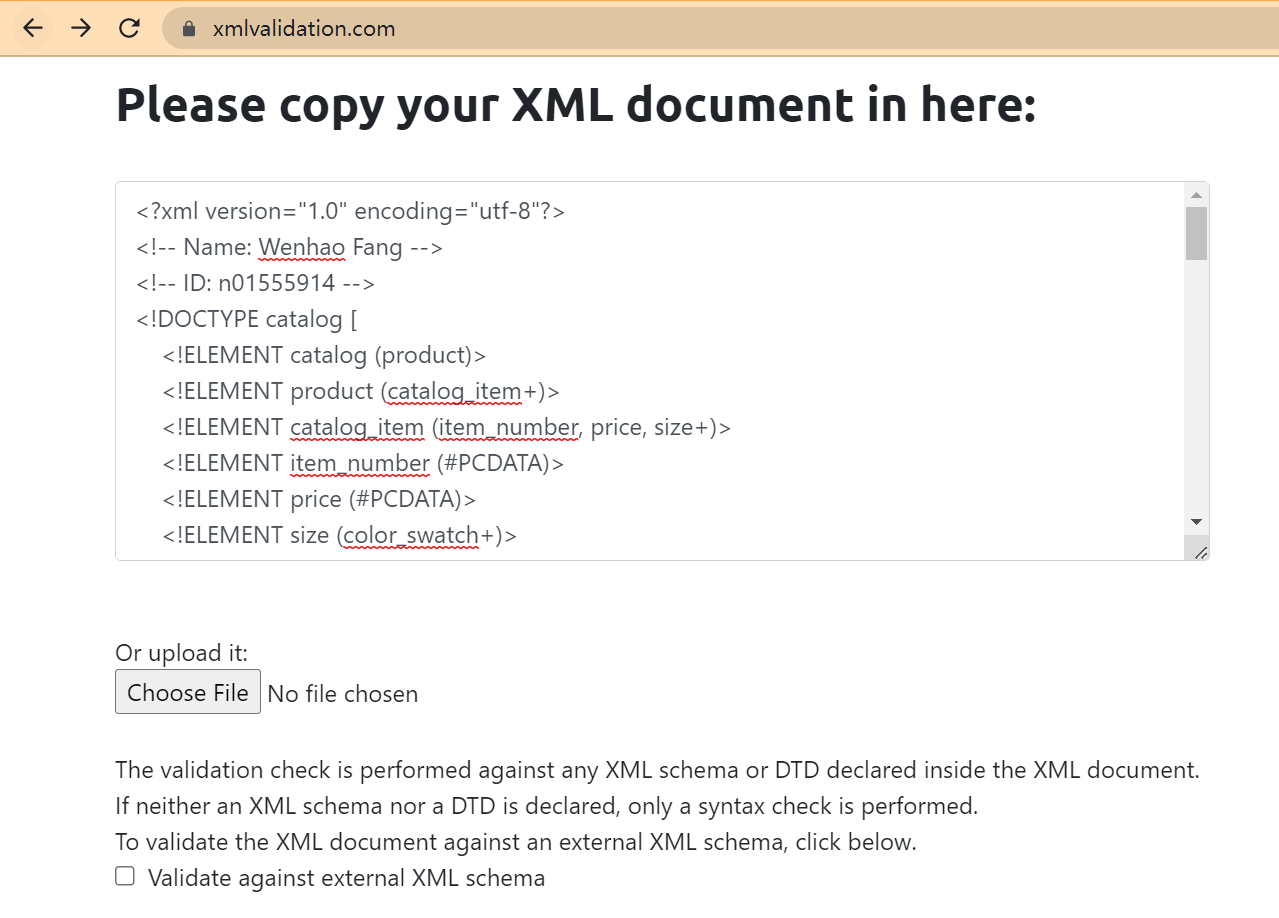 xmlvalidation.com
Please copy your XML document in here:
<?xml version="1.0" encoding="utf-8"?>
<!-- Name: Wenhao Fang -->
<!-- ID: n01555914 -->
<!DOCTYPE catalog [
<!ELEMENT catalog (product)>
<!ELEMENT product (catalog_item+)>
<!ELEMENT catalog_item (item_number, price, size+)>
<!ELEMENT item_number (#PCDATA)>
<!ELEMENT price (#PCDATA)>
<!ELEMENT size (color_swatch+)>
Or upload it:
Choose File No file chosen
The validation check is performed against any XML schema or DTD declared inside the XML document.
If neither an XML schema nor a DTD is declared, only a syntax check is performed.
To validate the XML document against an external XML schema, click below.
Validate against external XML schema